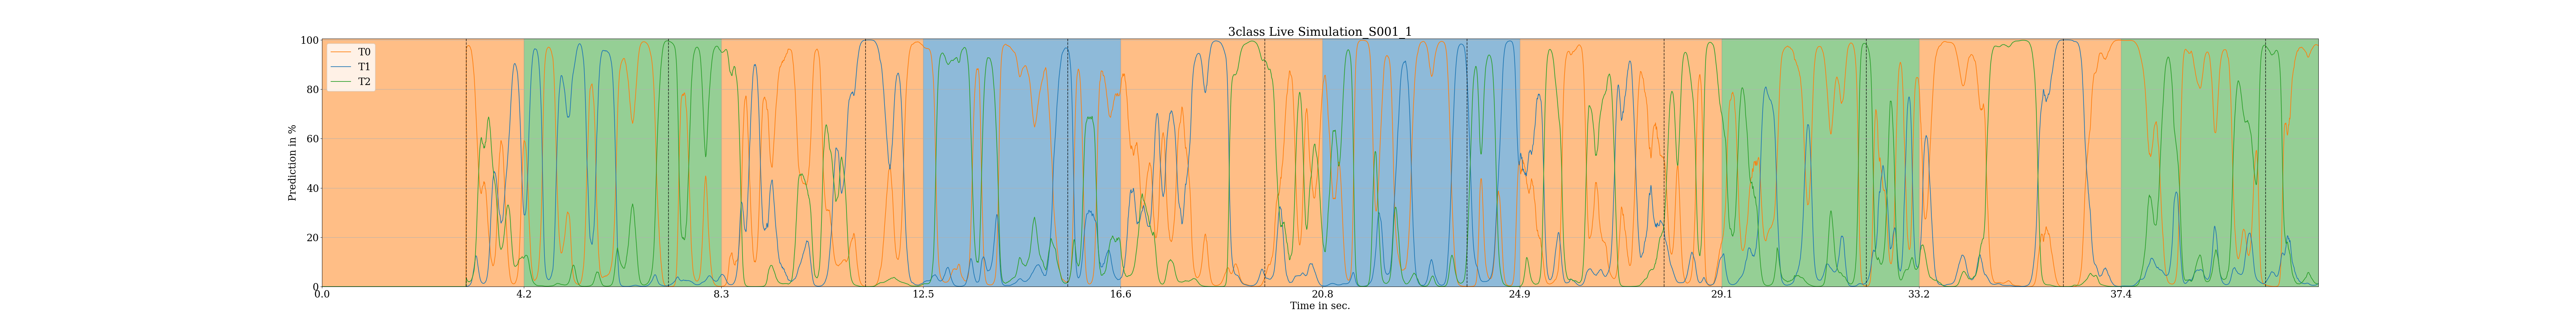 3class Live Simulation_S001_1
100
80
60
40
20
0
Prediction in %
T0
T1
T2
0.0 4.2 8.3 12.5 16.6 20.8 24.9 29.1 33.2 37.4
Time in sec.